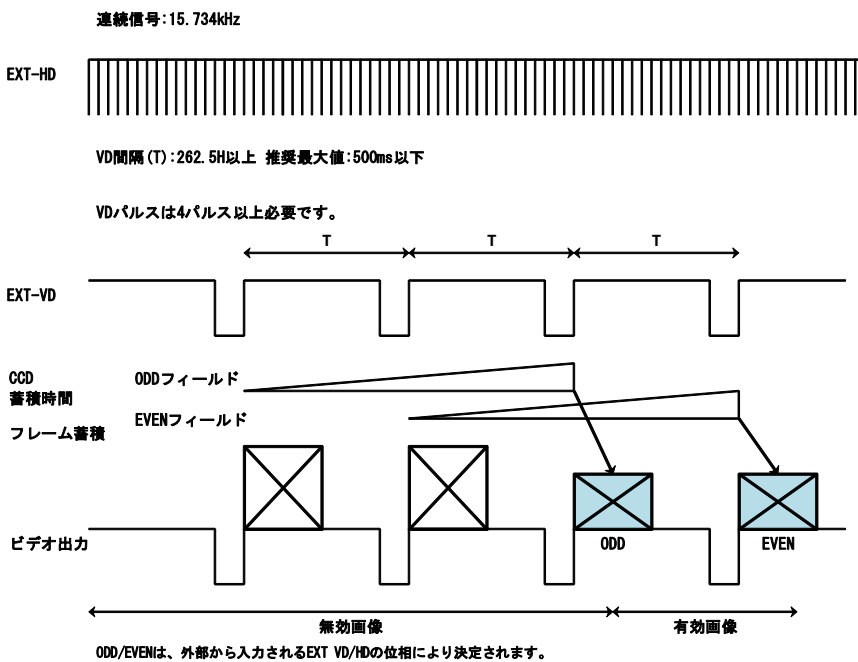 連続信号:15.734kHz
EXT-HD
VD間隔(T):262.5H以上 推奨最大値:500ms以下
VDパルスは4パルス以上必要です。
T T T
EXT-VD
CCD
蓄積時間
ODDフィールド
EVENフィールド
フレーム蓄積
ビデオ出力
ODD EVEN
無効画像 有効画像
ODD/EVENは、外部から入力されるEXT VD/HDの位相により決定されます。